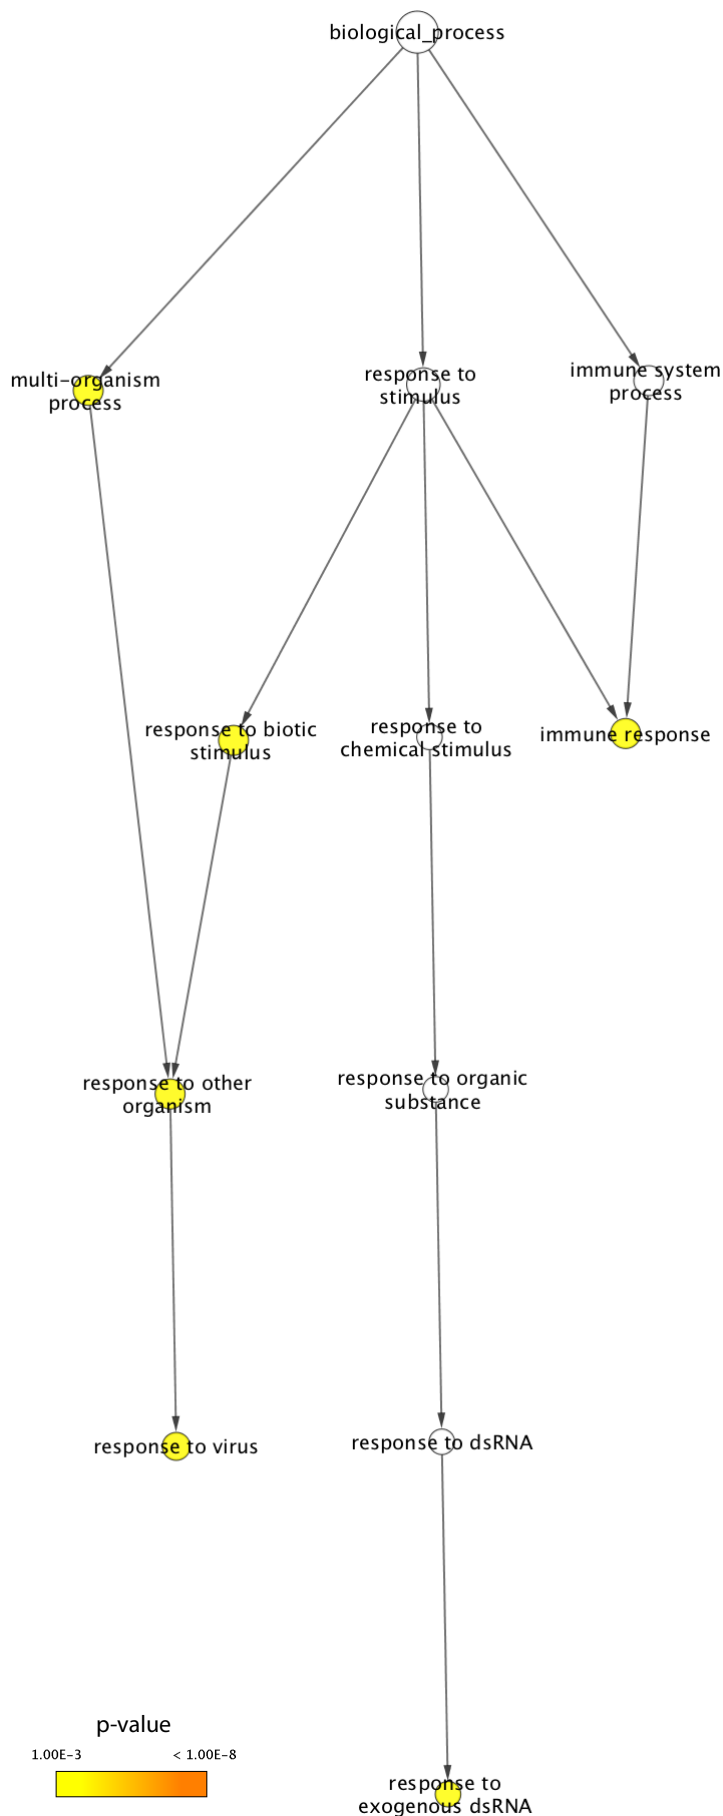 biological_process
multi-organism
process
response to
stimulus
immune system
process
response to biotic
stimulus
response to
chemical stimulus
immune response
response to other
organism
response to organic
substance
response to virus
response to dsRNA
p-value
1.00E-3
< 1.00E-8
response to
exogenous dsRNA